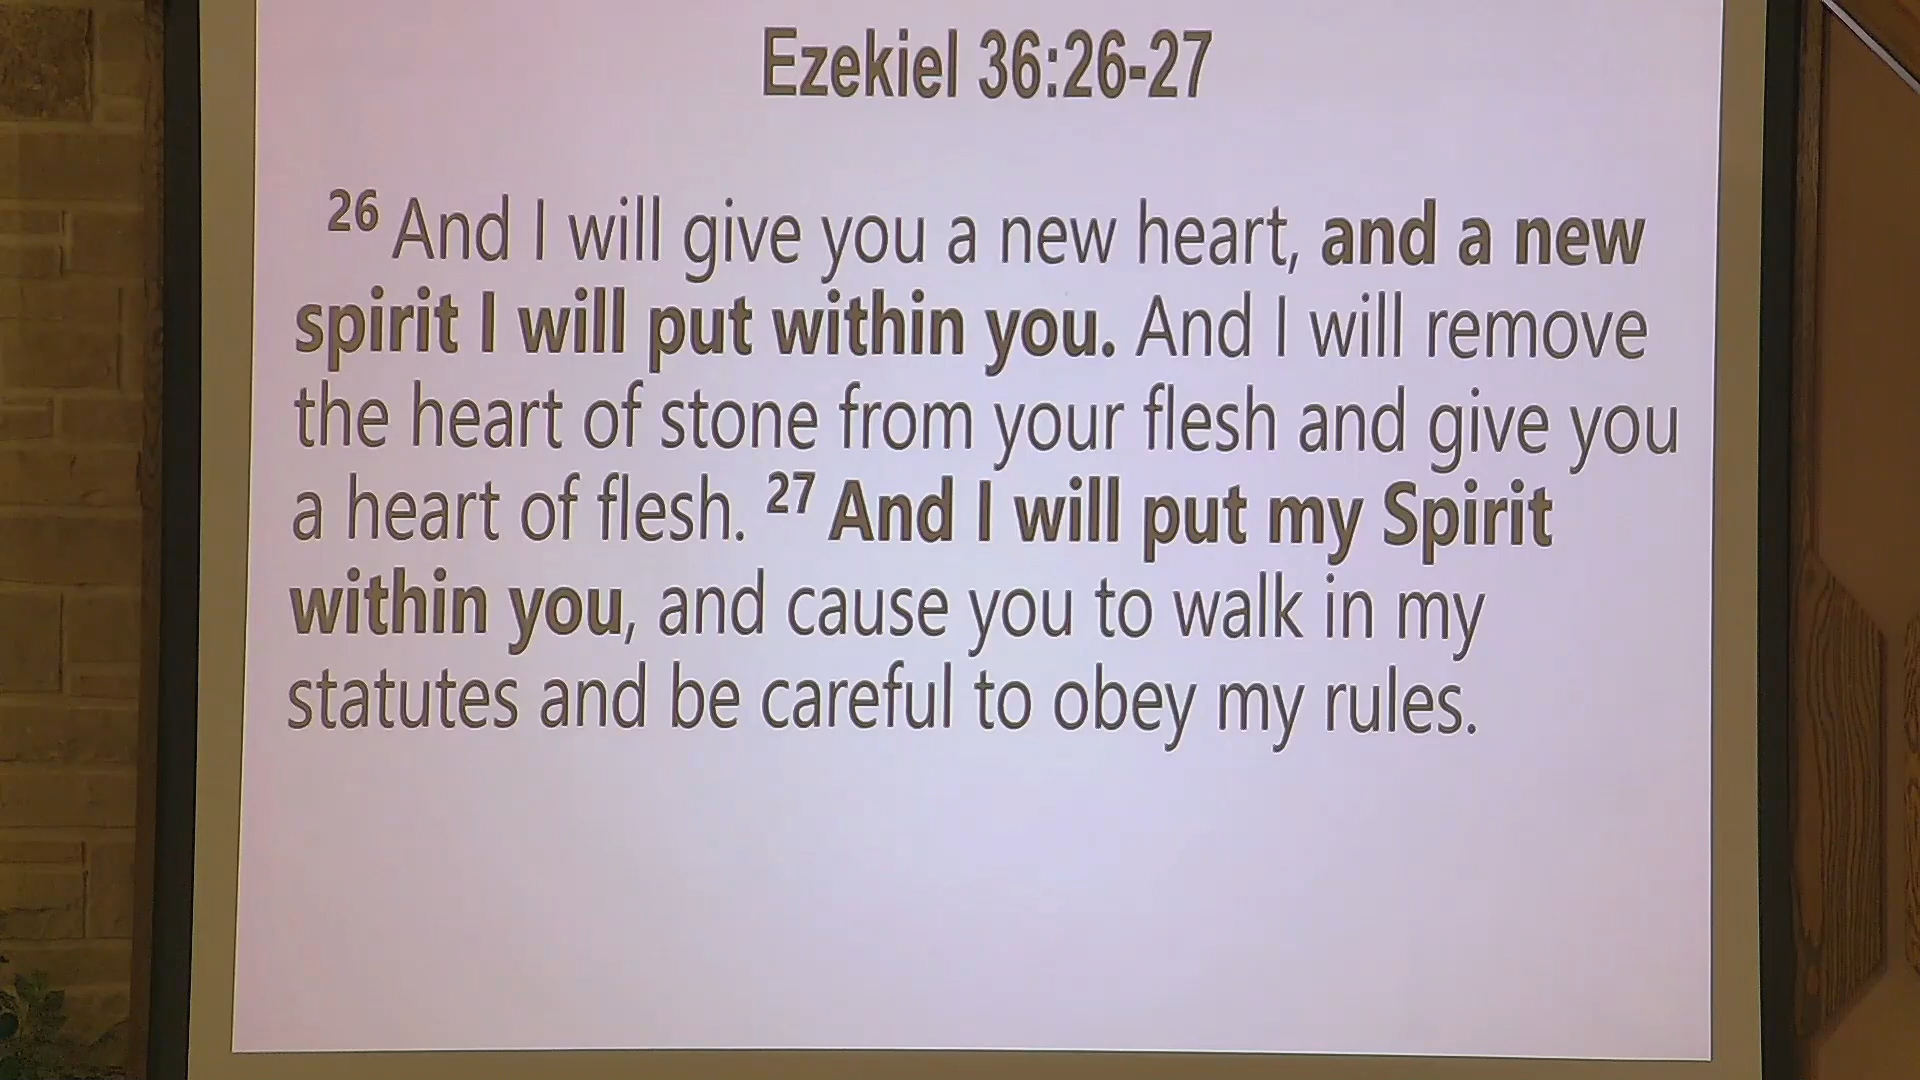 Ezekiel 36:26-27
26 And I will give you a new heart, and a new
spirit I will put within you. And I will remove
the heart of stone from your flesh and give you
a heart of flesh. 27 And I will put my Spirit
within you, and cause you to walk in my
statutes and be careful to obey my rules.